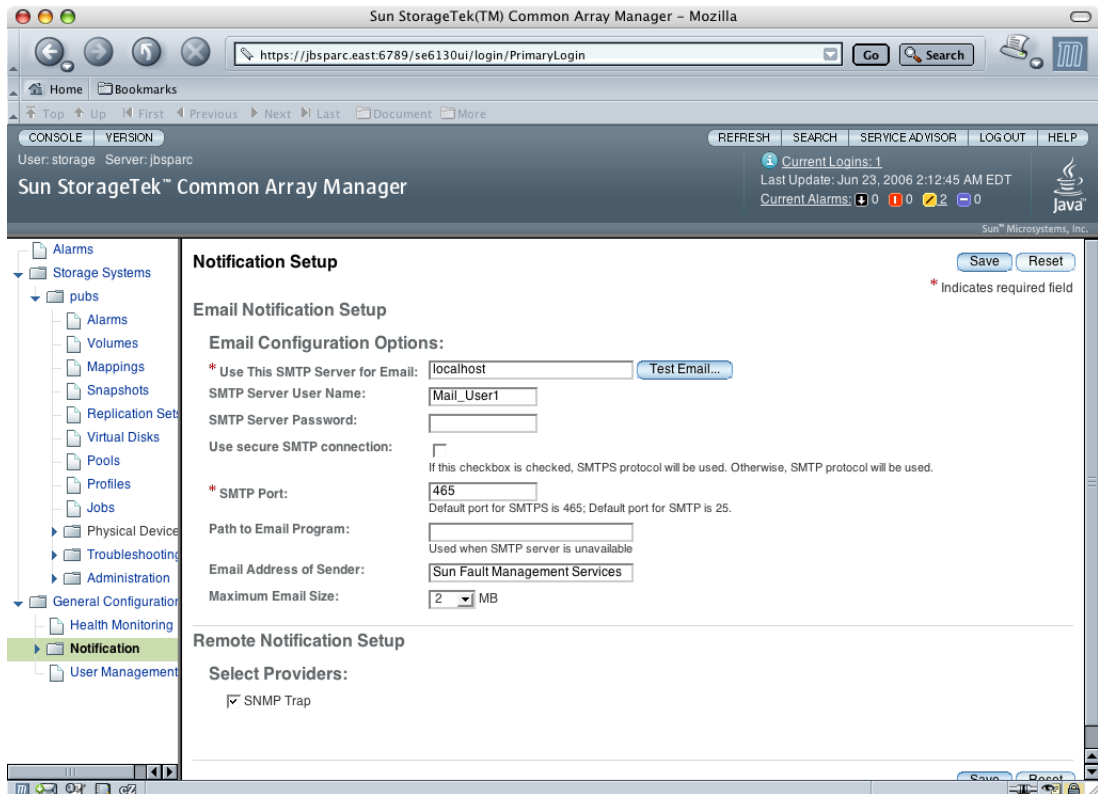 Sun StorageTek(TM) Common Array Manager – Mozilla
https://jbsparc.east:6789/se6130ui/login/PrimaryLogin
Go
Search
Home
Bookmarks
Top Up First Previous Next Last Document More
CONSOLE VERSION
REFRESH SEARCH SERVICE ADVISOR LOG OUT HELP
User: storage Server: jbsparc
Sun StorageTek™ Common Array Manager
Current Logins: 1
Last Update: Jun 23, 2006 2:12:45 AM EDT
Current Alarms: 0 0 2 0
Java™
Sun™ Microsystems, Inc.
Alarms
Storage Systems
pubs
Alarms
Volumes
Mappings
Snapshots
Replication Sets
Virtual Disks
Pools
Profiles
Jobs
Physical Device
Troubleshooting
Administration
General Configuration
Health Monitoring
Notification
User Management
Notification Setup
Save Reset
* Indicates required field
Email Notification Setup
Email Configuration Options:
* Use This SMTP Server for Email: localhost Test Email...
SMTP Server User Name: Mail_User1
SMTP Server Password:
Use secure SMTP connection:
If this checkbox is checked, SMTPS protocol will be used. Otherwise, SMTP protocol will be used.
* SMTP Port: 465
Default port for SMTPS is 465; Default port for SMTP is 25.
Path to Email Program:
Used when SMTP server is unavailable
Email Address of Sender: Sun Fault Management Services
Maximum Email Size: 2 MB
Remote Notification Setup
Select Providers:
SNMP Trap
Save Reset